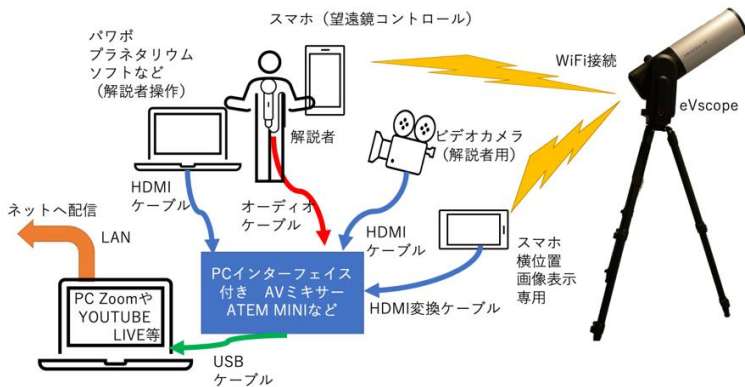 スマホ（望遠鏡コントロール）
パワポ
プラネタリウム
ソフトなど
（解説者操作）
WiFi接続
eVscope
解説者
ビデオカメラ
（解説者用）
HDMI
ケーブル
オーディオ
ケーブル
HDMI
ケーブル
スマホ
横位置
画像表示
専用
ネットへ配信
LAN
PCインターフェイス
付き　AVミキサー
ATEM MINIなど
HDMI変換ケーブル
PC Zoomや
YOUTUBE
LIVE等
USB
ケーブル